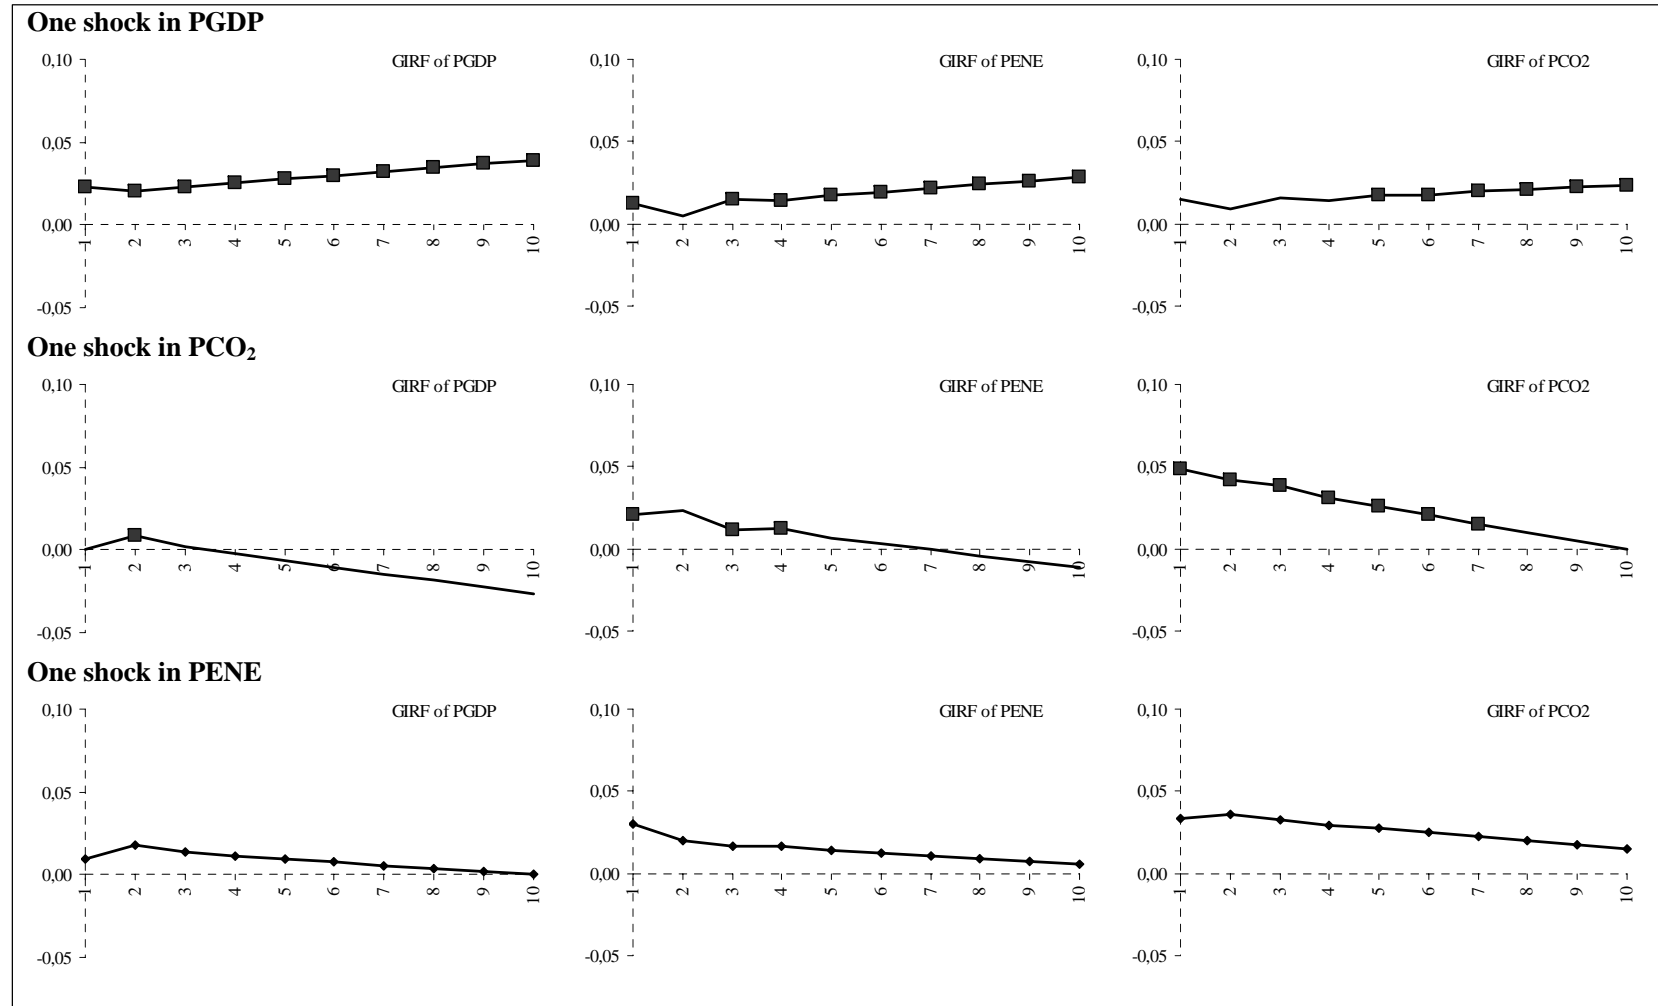 One shock in PGDP
GIRF of PGDP
0,10
0,05
0,00
-0,05
1 2 3 4 5 6 7 8 9 10
GIRF of PENE
0,10
0,05
0,00
-0,05
1 2 3 4 5 6 7 8 9 10
GIRF of PCO2
0,10
0,05
0,00
-0,05
1 2 3 4 5 6 7 8 9 10
One shock in PCO₂
GIRF of PGDP
0,10
0,05
0,00
-0,05
1 2 3 4 5 6 7 8 9 10
GIRF of PENE
0,10
0,05
0,00
-0,05
1 2 3 4 5 6 7 8 9 10
GIRF of PCO2
0,10
0,05
0,00
-0,05
1 2 3 4 5 6 7 8 9 10
One shock in PENE
GIRF of PGDP
0,10
0,05
0,00
-0,05
1 2 3 4 5 6 7 8 9 10
GIRF of PENE
0,10
0,05
0,00
-0,05
1 2 3 4 5 6 7 8 9 10
GIRF of PCO2
0,10
0,05
0,00
-0,05
1 2 3 4 5 6 7 8 9 10